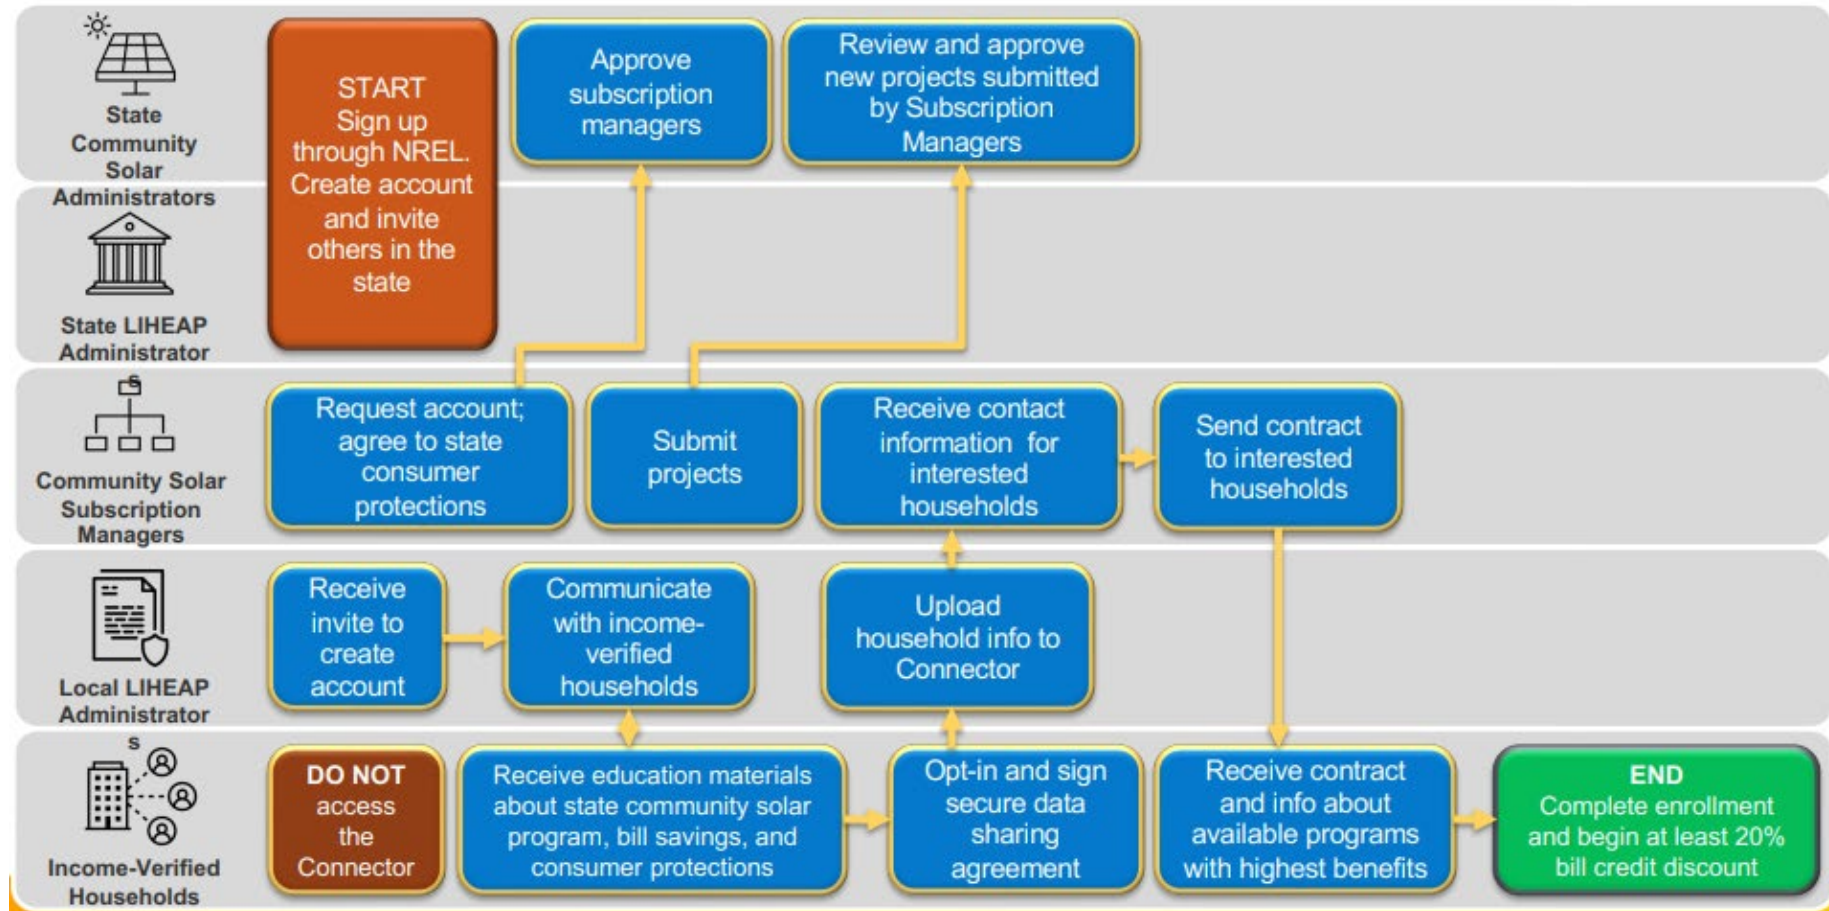 State
Community
Solar
Administrators
START
Sign up
through NREL.
Create account
and invite
others in the
state
Approve
subscription
managers
Review and approve
new projects submitted
by Subscription
Managers
State LIHEAP
Administrator
s
Community Solar
Subscription
Managers
Request account;
agree to state
consumer
protections
Submit
projects
Receive contact
information for
interested
households
Send contract
to interested
households
Local LIHEAP
Administrator
s
Receive
invite to
create
account
Communicate
with income-
verified
households
Upload
household info to
Connector
Income-Verified
Households
DO NOT
access
the
Connector
Receive education materials
about state community solar
program, bill savings, and
consumer protections
Opt-in and sign
secure data
sharing
agreement
Receive contract
and info about
available programs
with highest benefits
END
Complete enrollment
and begin at least 20%
bill credit discount